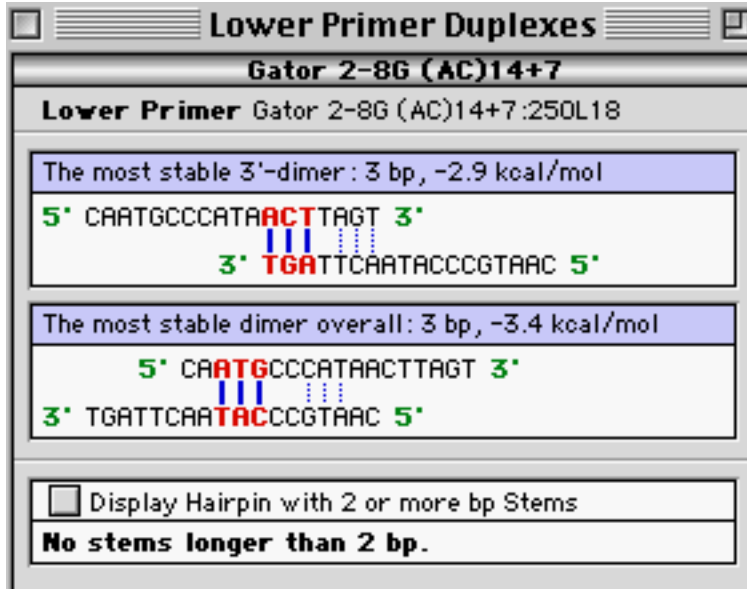 Lower Primer Duplexes
Gator 2-8G (AC)14+7
Lower Primer Gator 2-8G (AC)14+7:250L18
The most stable 3'-dimer: 3 bp, -2.9 kcal/mol
5' CAATGCCCATAACTTAGT 3'
3' TGATTCAATACCCGTAAC 5'
The most stable dimer overall: 3 bp, -3.4 kcal/mol
5' CAATGCCCATAACTTAGT 3'
3' TGATTCAATACCCGTAAC 5'
Display Hairpin with 2 or more bp Stems
No stems longer than 2 bp.